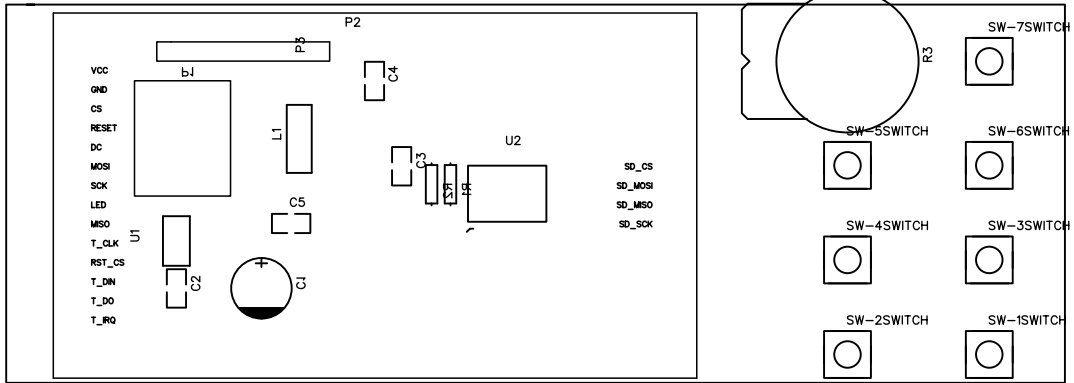 P2
SW-7SWITCH
P3
R3
P1
C4
VCC
GND
CS
RESET
DC
MOSI
SCK
LED
MISO
T_CLK
RST_CS
T_DIN
T_DO
T_IRQ
L1
U2
C3
R2
R1
C5
U1
C2
C1
SD_CS
SD_MOSI
SD_MISO
SD_SCK
SW-5SWITCH
SW-6SWITCH
SW-4SWITCH
SW-3SWITCH
SW-2SWITCH
SW-1SWITCH